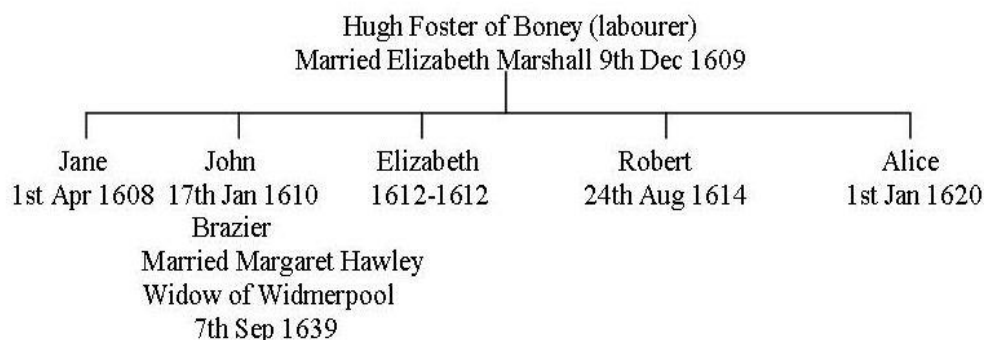 Hugh Foster of Boney (labourer)
Married Elizabeth Marshall 9th Dec 1609
Jane John Elizabeth Robert Alice
1st Apr 1608 17th Jan 1610 1612-1612 24th Aug 1614 1st Jan 1620
Brazier
Married Margaret Hawley
Widow of Widmerpool
7th Sep 1639